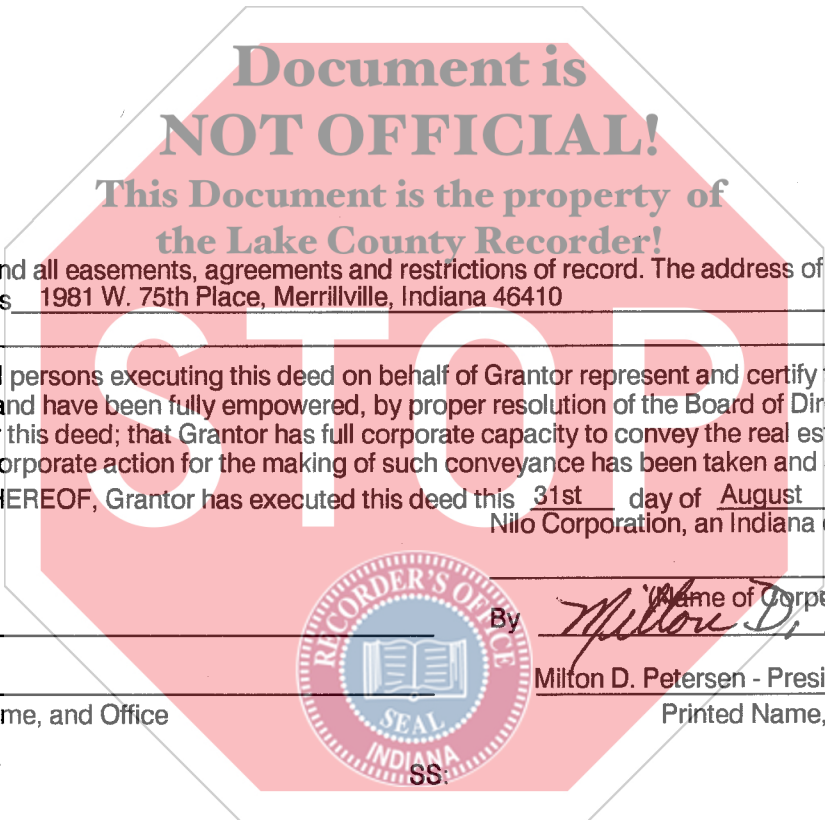 Document is
NOT OFFICIAL!
This Document is the property of
the Lake County Recorder!
nd all easements, agreements and restrictions of record. The address of
s 1981 W. 75th Place, Merrillville, Indiana 46410
STOP
persons executing this deed on behalf of Grantor represent and certify
and have been fully empowered, by proper resolution of the Board of Dir
this deed; that Grantor has full corporate capacity to convey the real es
orporate action for the making of such conveyance has been taken and
HEREOF, Grantor has executed this deed this 31st day of August
Nilo Corporation, an Indiana
(Name of Corp
By Milton D.
RECORDER'S OFFICE
SEAL
INDIANA
Milton D. Petersen - Presi
me, and Office Printed Name,
SS: